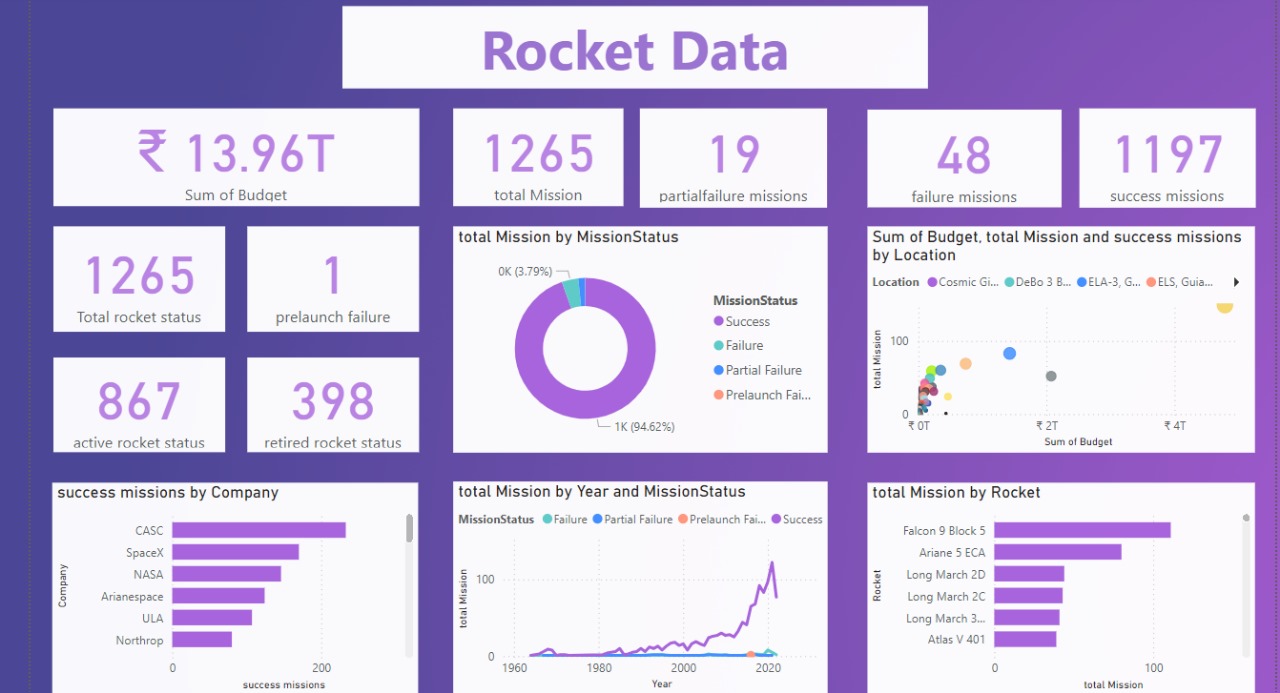 Rocket Data
₹ 13.96T
Sum of Budget
1265
total Mission
19
partialfailure missions
48
failure missions
1197
success missions
1265
Total rocket status
1
prelaunch failure
867
active rocket status
398
retired rocket status
total Mission by MissionStatus
0K (3.79%)
1K (94.62%)
MissionStatus
Success
Failure
Partial Failure
Prelaunch Fai...
Sum of Budget, total Mission and success missions
by Location
Location Cosmic Gi... DeBo 3 B... ELA-3, G... ELS, Guia...
total Mission
100
0
₹ 0T ₹ 2T ₹ 4T
Sum of Budget
success missions by Company
Company
CASC
SpaceX
NASA
Arianespace
ULA
Northrop
0 200
success missions
total Mission by Year and MissionStatus
MissionStatus Failure Partial Failure Prelaunch Fai... Success
total Mission
100
0
1960 1980 2000 2020
Year
total Mission by Rocket
Rocket
Falcon 9 Block 5
Ariane 5 ECA
Long March 2D
Long March 2C
Long March 3...
Atlas V 401
0 100
total Mission